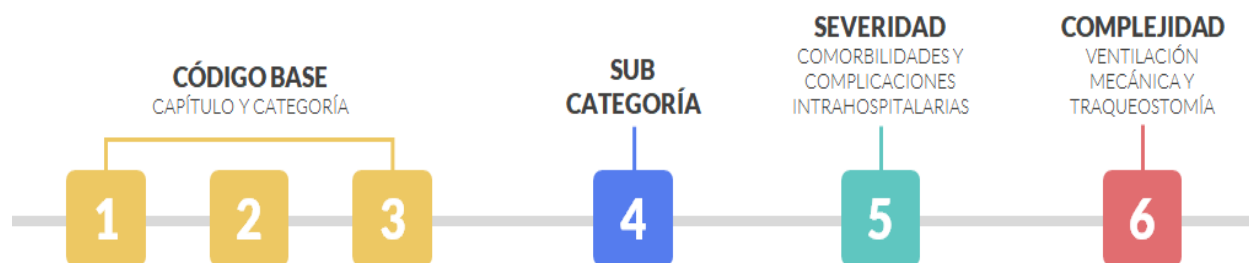 CÓDIGO BASE
CAPÍTULO Y CATEGORÍA
SUB
CATEGORÍA
SEVERIDAD
COMORBILIDADES Y
COMPLICACIONES
INTRAHOSPITALARIAS
COMPLEJIDAD
VENTILACIÓN
MECÁNICA Y
TRAQUEOSTOMÍA
1 2 3 4 5 6